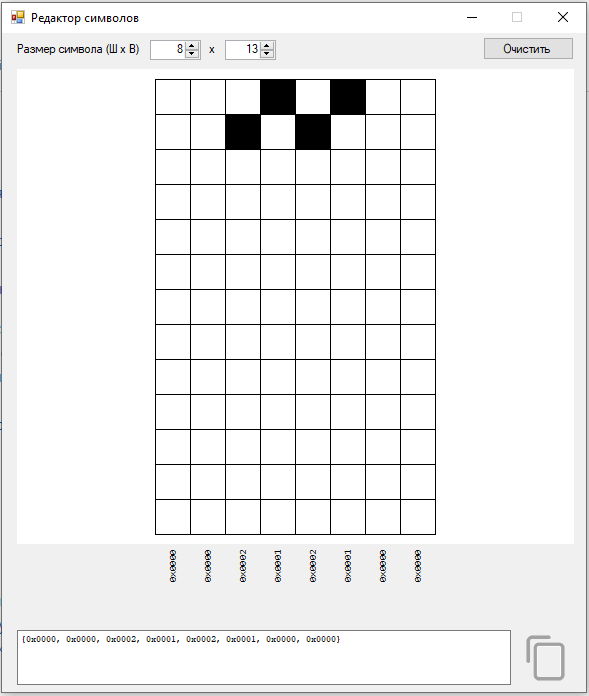 Редактор символов
Размер символа (Ш x В) 8 x 13 Очистить
0x0000 0x0000 0x0002 0x0001 0x0002 0x0001 0x0000 0x0000
{0x0000, 0x0000, 0x0002, 0x0001, 0x0002, 0x0001, 0x0000, 0x0000}